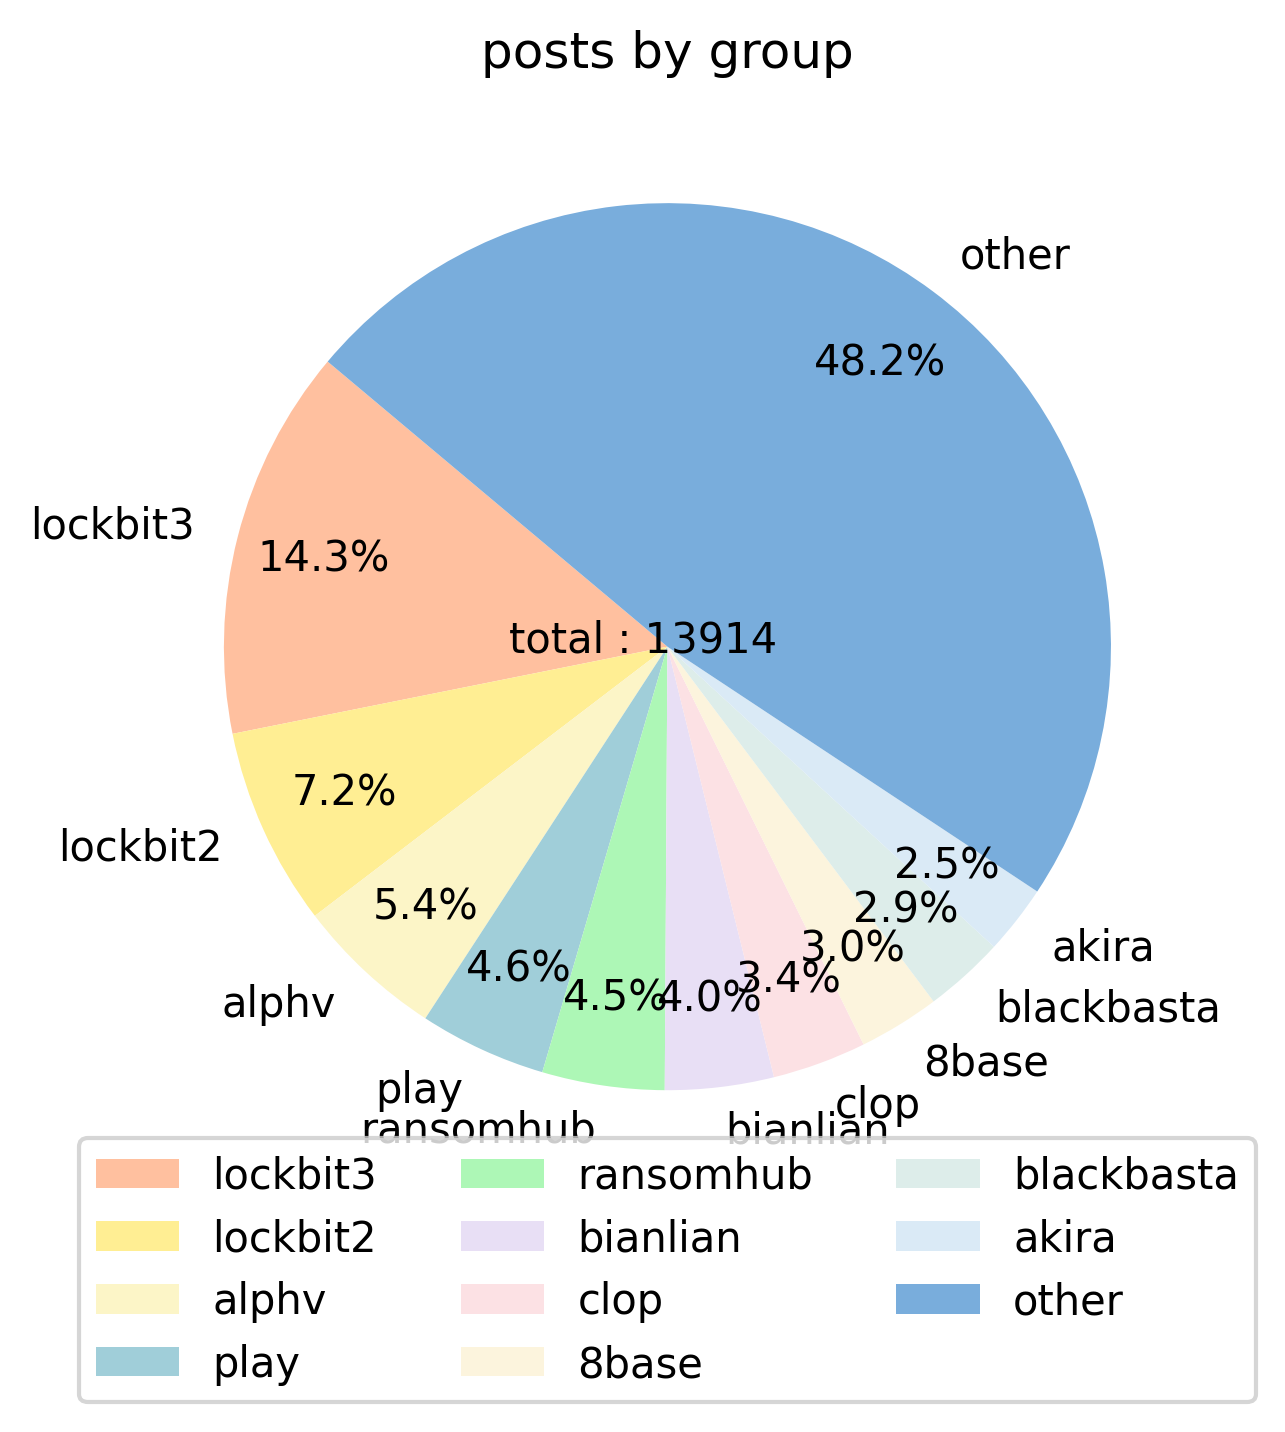 posts by group
other
48.2%
lockbit3
14.3%
total : 13914
7.2%
lockbit2
2.5%
5.4%
2.9%
3.0%
akira
4.6%
3.4%
4.5%
4.0%
alphv
blackbasta
8base
play
clop
ransomhub
bianlian
lockbit3
lockbit2
alphv
play
ransomhub
bianlian
clop
8base
blackbasta
akira
other